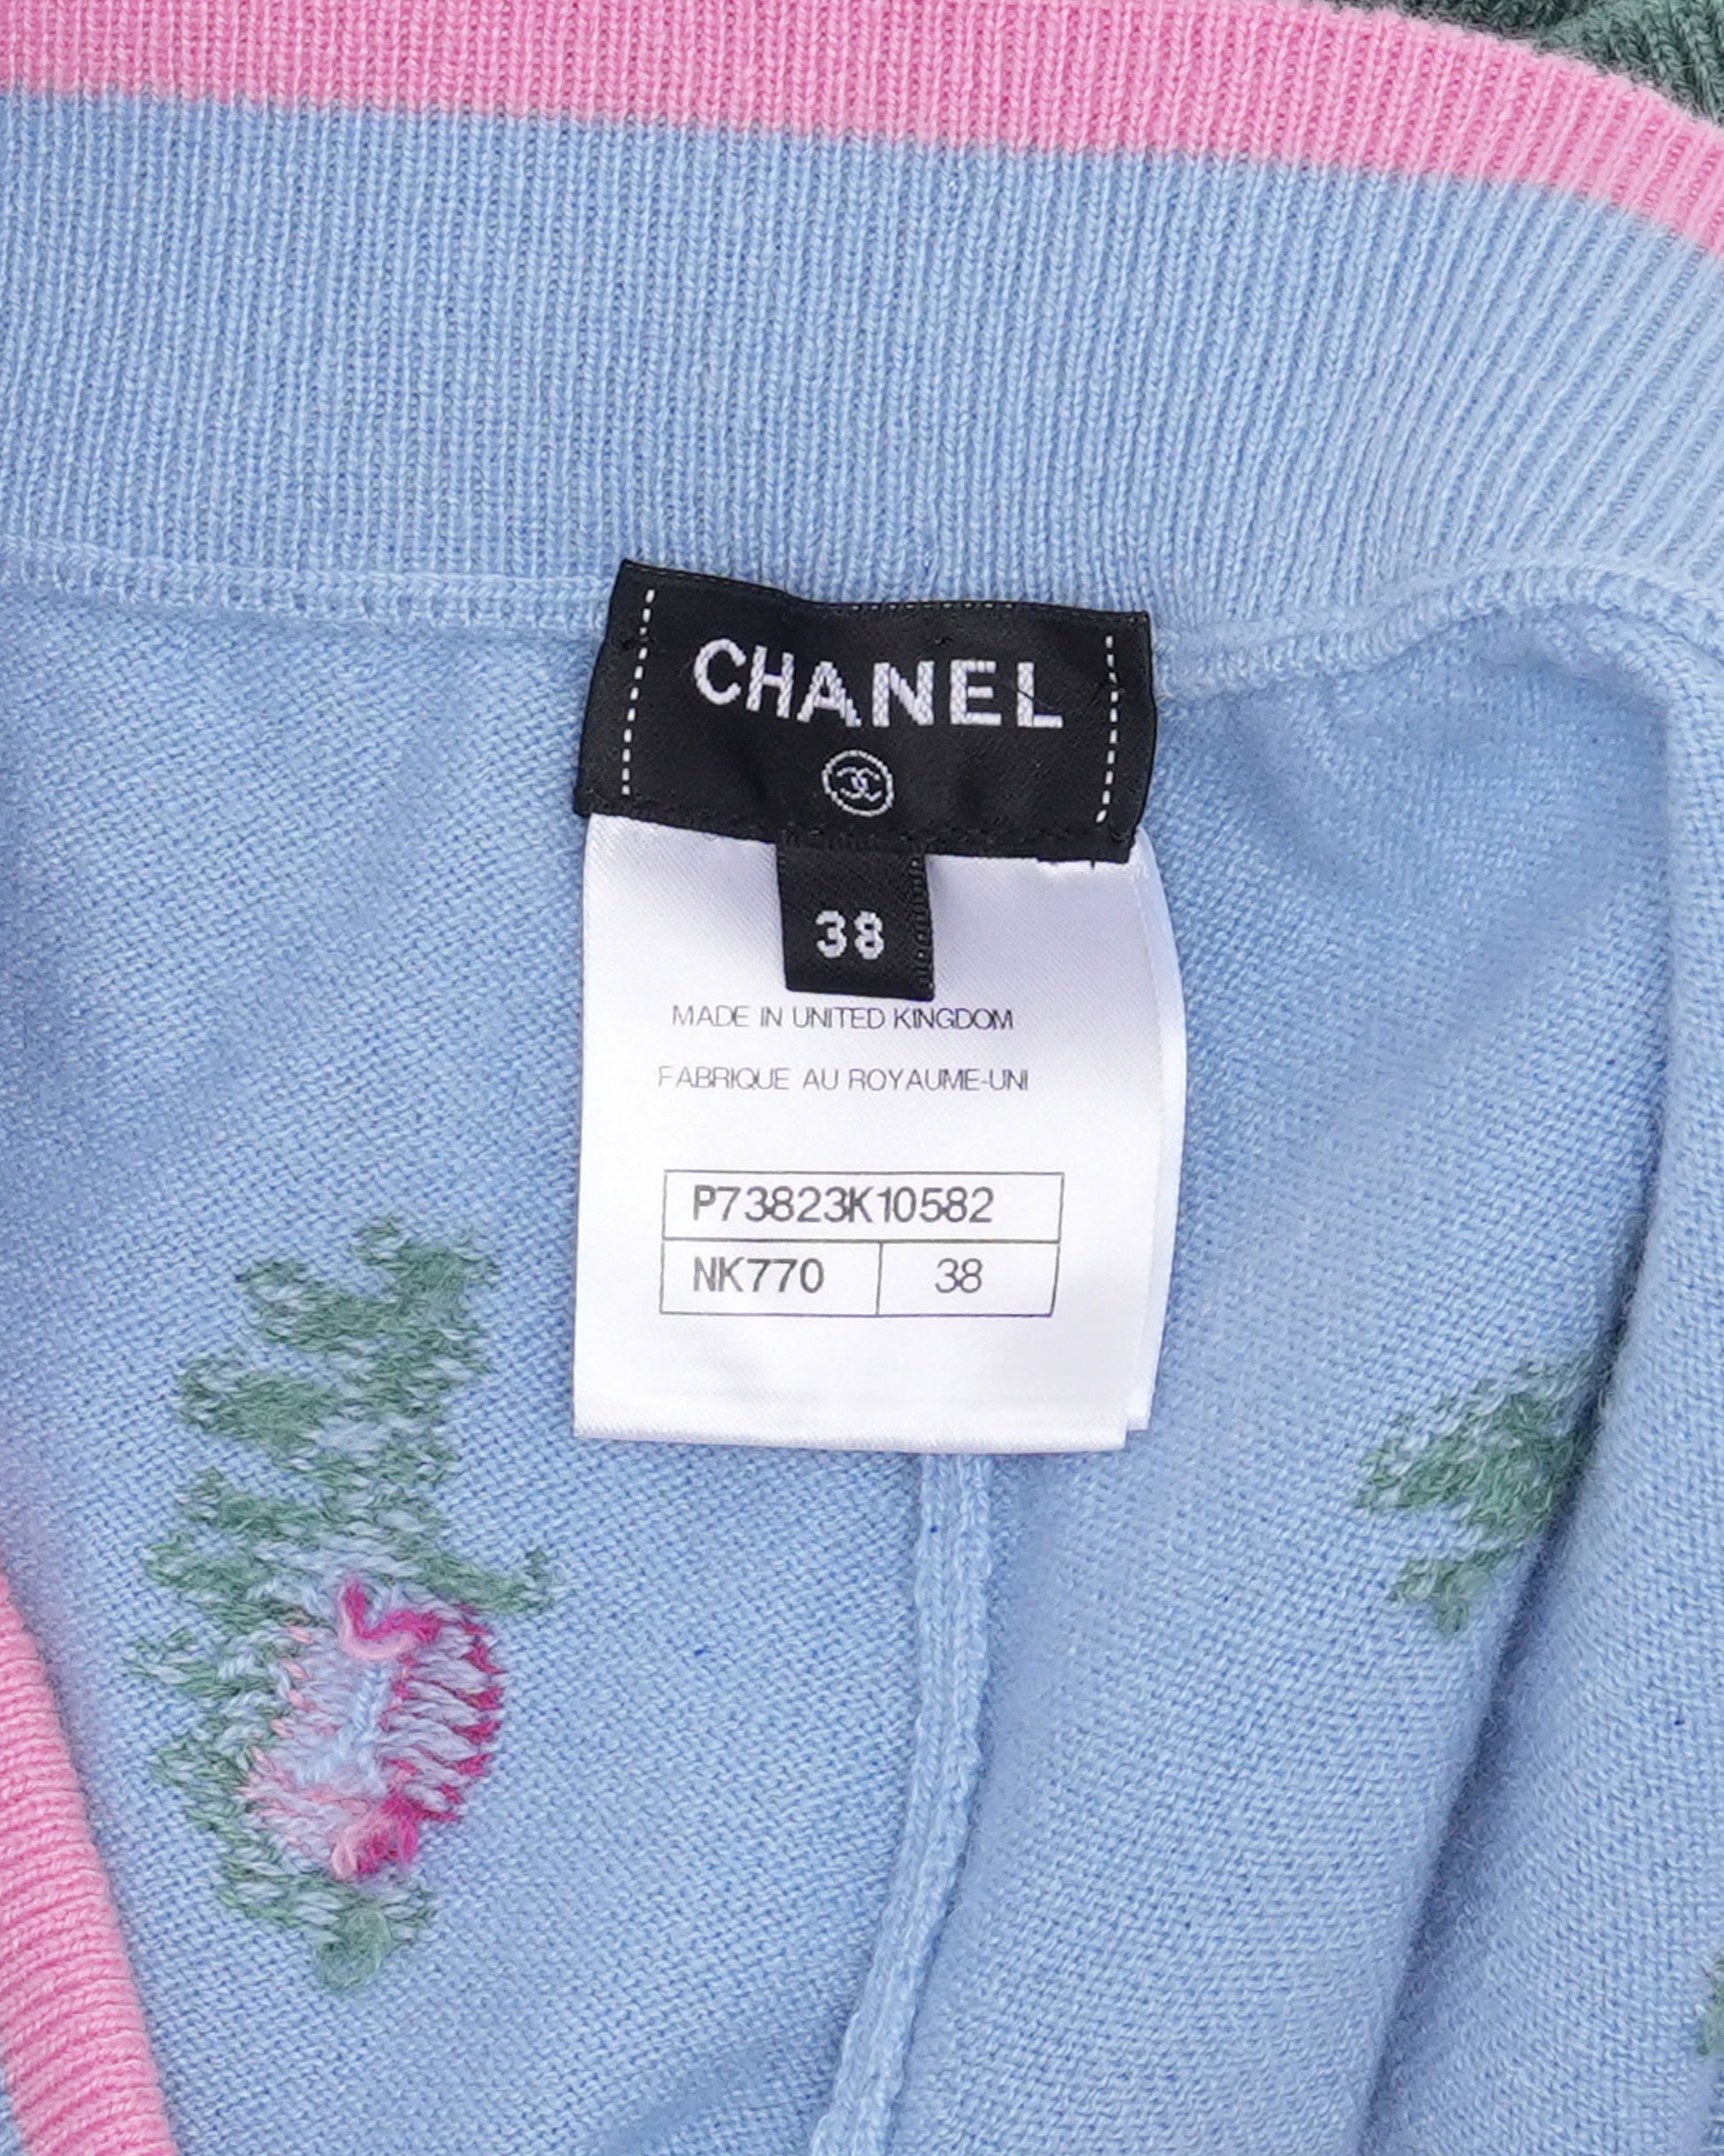 CHANEL
38
MADE IN UNITED KINGDOM
FABRIQUE AU ROYAUME-UNI
P73823K10582
NK770 38